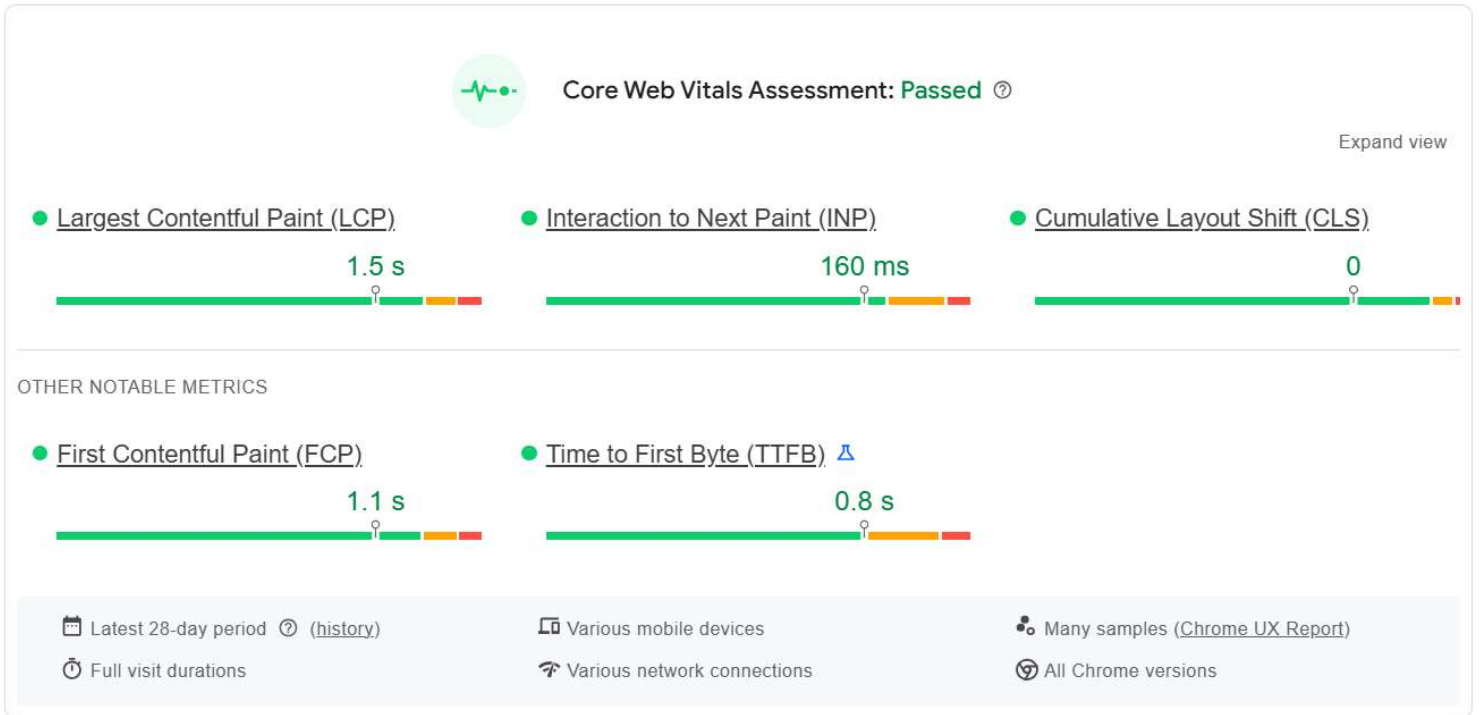 Core Web Vitals Assessment: Passed
Expand view
Largest Contentful Paint (LCP)
1.5 s
Interaction to Next Paint (INP)
160 ms
Cumulative Layout Shift (CLS)
0
OTHER NOTABLE METRICS
First Contentful Paint (FCP)
1.1 s
Time to First Byte (TTFB)
0.8 s
Latest 28-day period (history)
Various mobile devices
Many samples (Chrome UX Report)
Full visit durations
Various network connections
All Chrome versions